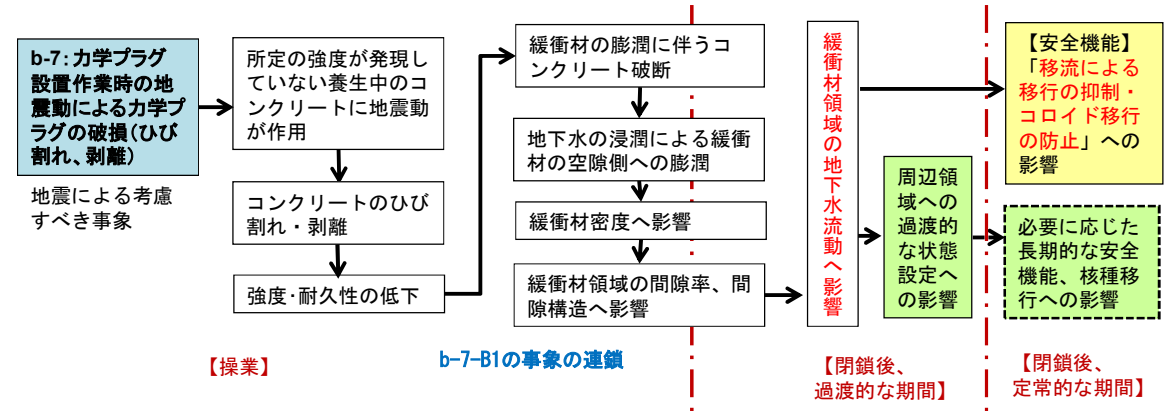 b-7：力学プラグ
設置作業時の地
震動による力学プ
ラグの破損（ひび
割れ、剥離）
地震による考慮
すべき事象
所定の強度が発現し
ていない養生中のコ
ンクリートに地震動
が作用
コンクリートのひび
割れ・剥離
強度・耐久性の低下
緩衝材の膨潤に伴うコ
ンクリート破断
地下水の浸潤による緩衝
材の空隙側への膨潤
緩衝材密度へ影響
緩衝材領域の間隙率、間
隙構造へ影響
緩衝材領域の地下水流動へ影響
周辺領
域への
過渡的
な状態
設定へ
の影響
【安全機能】
「移流による
移行の抑制・
コロイド移行
の防止」への
影響
必要に応じた
長期的な安全
機能、核種移
行への影響
【操業】
b-7-B1の事象の連鎖
【閉鎖後、
過渡的な期間】
【閉鎖後、
定常的な期間】